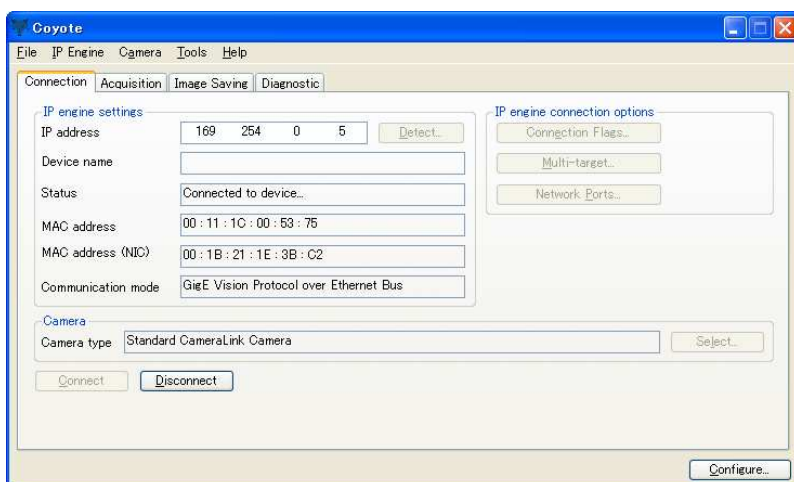 Coyote
File IP Engine Camera Tools Help
Connection Acquisition Image Saving Diagnostic
IP engine settings
IP address 169 254 0 5 Detect...
Device name
Status Connected to device...
MAC address 00 : 11 : 1C : 00 : 53 : 75
MAC address (NIC) 00 : 1B : 21 : 1E : 3B : C2
Communication mode GigE Vision Protocol over Ethernet Bus
IP engine connection options
Connection Flags...
Multi-target...
Network Ports...
Camera
Camera type Standard CameraLink Camera Select...
Connect Disconnect
Configure...